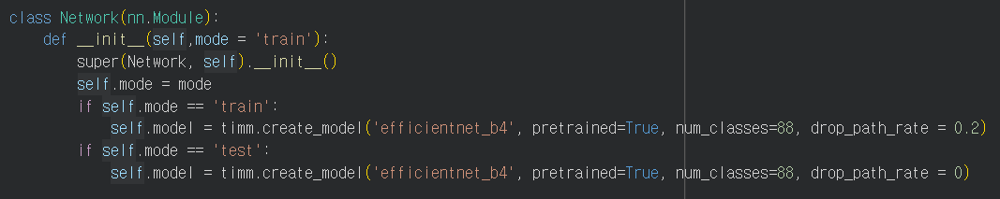 class Network(nn.Module):
    def __init__(self,mode = 'train'):
        super(Network, self).__init__()
        self.mode = mode
        if self.mode == 'train':
            self.model = timm.create_model('efficientnet_b4', pretrained=True, num_classes=88, drop_path_rate = 0.2)
        if self.mode == 'test':
            self.model = timm.create_model('efficientnet_b4', pretrained=True, num_classes=88, drop_path_rate = 0)